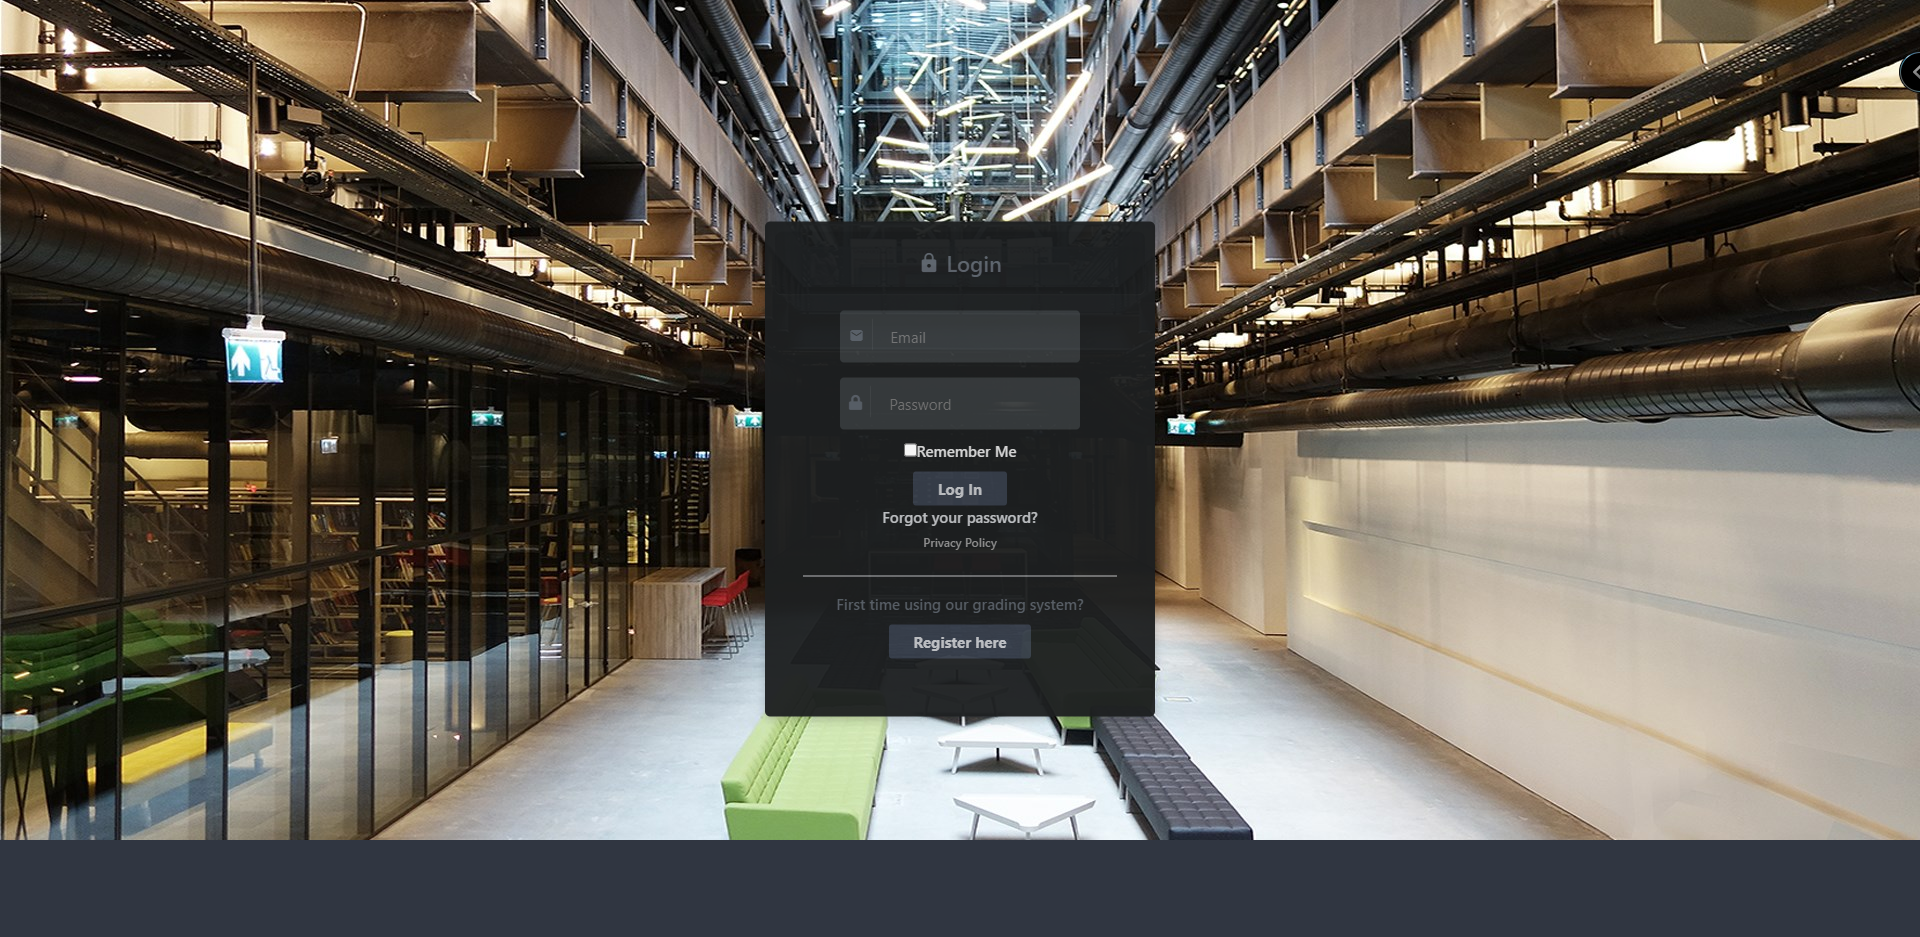 Login
Email
Password
Remember Me
Log In
Forgot your password?
Privacy Policy
First time using our grading system?
Register here